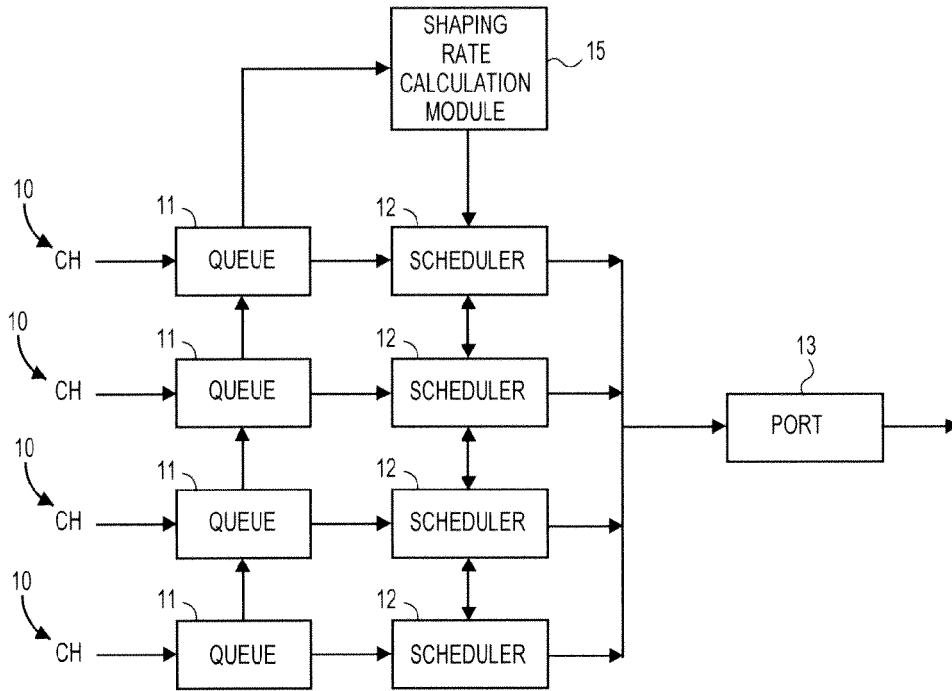 SHAPING
RATE
CALCULATION
MODULE
15
10
11
12
CH
QUEUE
SCHEDULER
10
11
12
13
CH
QUEUE
SCHEDULER
PORT
10
11
12
CH
QUEUE
SCHEDULER
10
11
12
CH
QUEUE
SCHEDULER